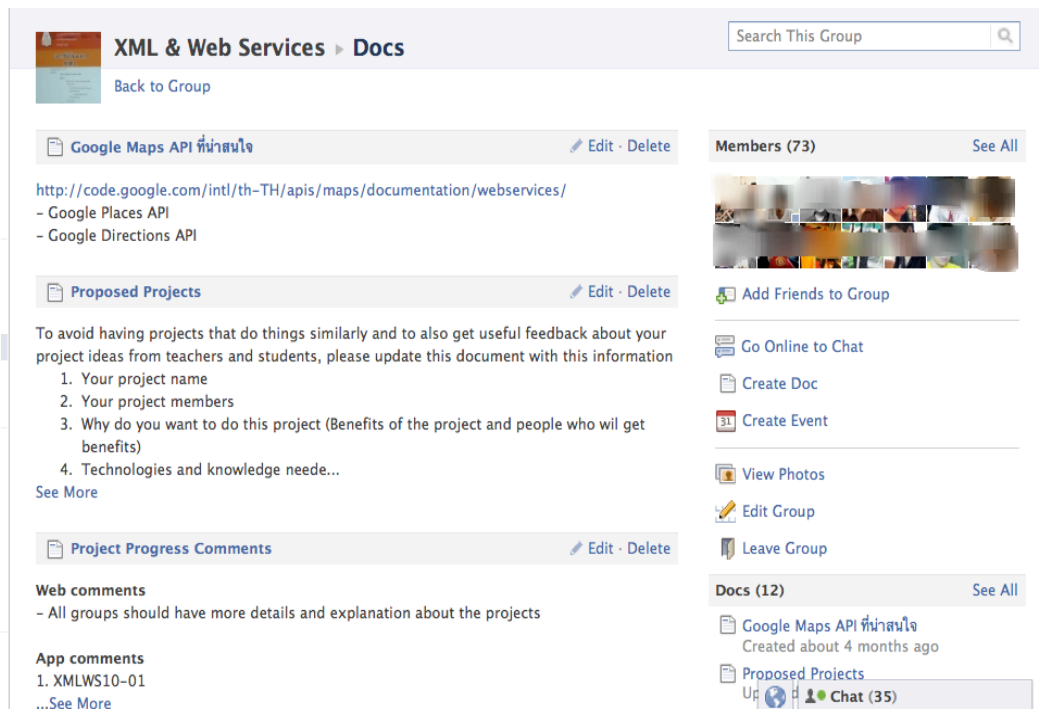 XML & Web Services ▸ Docs
Back to Group
Search This Group
Google Maps API ที่น่าสนใจ
Edit · Delete
http://code.google.com/intl/th-TH/apis/maps/documentation/webservices/
– Google Places API
– Google Directions API
Proposed Projects
Edit · Delete
To avoid having projects that do things similarly and to also get useful feedback about your
project ideas from teachers and students, please update this document with this information
1. Your project name
2. Your project members
3. Why do you want to do this project (Benefits of the project and people who wil get
benefits)
4. Technologies and knowledge neede...
See More
Project Progress Comments
Edit · Delete
Web comments
– All groups should have more details and explanation about the projects
App comments
1. XMLWS10-01
...See More
Members (73)
See All
Add Friends to Group
Go Online to Chat
Create Doc
31
Create Event
View Photos
Edit Group
Leave Group
Docs (12)
See All
Google Maps API ที่น่าสนใจ
Created about 4 months ago
Proposed Projects
Chat (35)